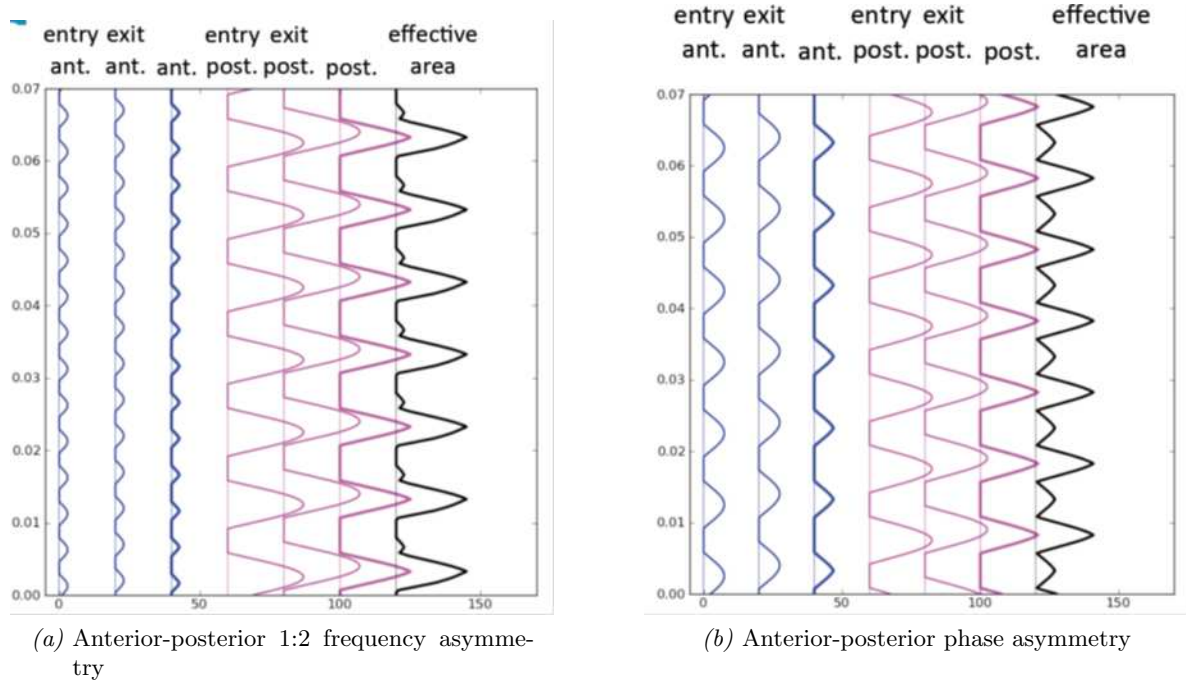 entry exit entry exit effective
ant. ant. ant. post. post. post. area
0.07
0.06
0.05
0.04
0.03
0.02
0.01
0.00
0 50 100 150
(a) Anterior-posterior 1:2 frequency asymme-
try
entry exit entry exit effective
ant. ant. ant. post. post. post. area
0.07
0.06
0.05
0.04
0.03
0.02
0.01
0.00
0 50 100 150
(b) Anterior-posterior phase asymmetry